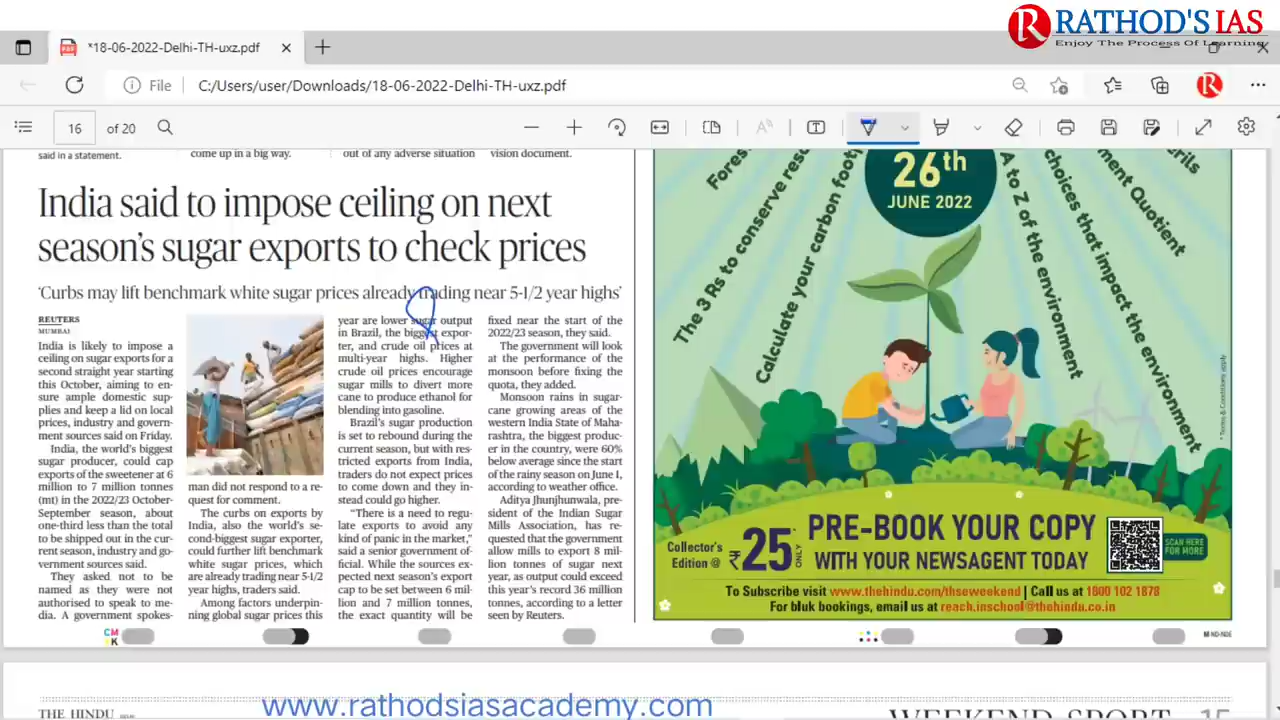 RATHOD'S IAS
Enjoy The Process Of Learning
*18-06-2022-Delhi-TH-uxz.pdf
File
C:/Users/user/Downloads/18-06-2022-Delhi-TH-uxz.pdf
16
of 20
said in a statement.
come up in a big way.
out of any adverse situation
vision document.
India said to impose ceiling on next
season's sugar exports to check prices
'Curbs may lift benchmark white sugar prices already trading near 5-1/2 year highs'
REUTERS
MUMBAI
India is likely to impose a
ceiling on sugar exports for a
second straight year starting
this October, aiming to en-
sure ample domestic sup-
plies and keep a lid on local
prices, industry and govern-
ment sources said on Friday.
India, the world's biggest
sugar producer, could cap
exports of the sweetener at 6
million to 7 million tonnes
(mt) in the 2022/23 October-
September season, about
one-third less than the total
to be shipped out in the cur-
rent season, industry and go-
vernment sources said.
They asked not to be
named as they were not
authorised to speak to me-
dia. A government spokes-
man did not respond to a re-
quest for comment.
The curbs on exports by
India, also the world's se-
cond-biggest sugar exporter,
could further lift benchmark
white sugar prices, which
are already trading near 5-1/2
year highs, traders said.
Among factors underpin-
ning global sugar prices this
year are lower sugar output
in Brazil, the biggest expor-
ter, and crude oil prices at
multi-year highs. Higher
crude oil prices encourage
sugar mills to divert more
cane to produce ethanol for
blending into gasoline.
Brazil's sugar production
is set to rebound during the
current season, but with res-
tricted exports from India,
traders do not expect prices
to come down and they in-
stead could go higher.
"There is a need to regu-
late exports to avoid any
kind of panic in the market,"
said a senior government of-
ficial. While the sources ex-
pected next season's export
cap to be set between 6 mil-
lion and 7 million tonnes,
the exact quantity will be
fixed near the start of the
2022/23 season, they said.
The government will look
at the performance of the
monsoon before fixing the
quota, they added.
Monsoon rains in sugar-
cane growing areas of the
western India State of Maha-
rashtra, the biggest produc-
er in the country, were 60%
below average since the start
of the rainy season on June 1,
according to weather office.
Aditya Jhunjhunwala, pre-
sident of the Indian Sugar
Mills Association, has re-
quested that the government
allow mills to export 8 mil-
lion tonnes of sugar next
year, as output could exceed
this year's record 36 million
tonnes, according to a letter
seen by Reuters.
The 3 Rs to conserve
Calculate your carbon
26th
JUNE 2022
A to Z of the environment
choices that impact the environment
Quotient
* Terms & Conditions apply
Collector's
Edition @ ₹25 ONLY
PRE-BOOK YOUR COPY
WITH YOUR NEWSAGENT TODAY
SCAN HERE
FOR MORE
To Subscribe visit www.thehindu.com/thseweekend | Call us at 1800 102 1878
For bluk bookings, email us at reach.inschool@thehindu.co.in
CM
K
M ND-NDE
www.rathodsiasacademy.com
THE HINDU
WEEKEND SPORT
15